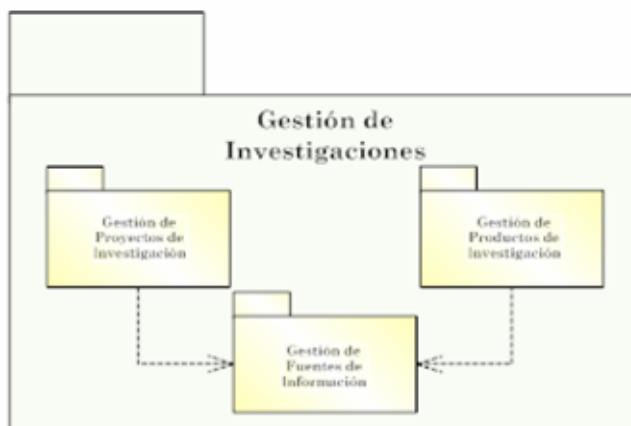 Gestión de
Investigaciones
Gestión de
Proyectos de
Investigación
Gestión de
Productos de
Investigación
Gestión de
Fuentes de
Información